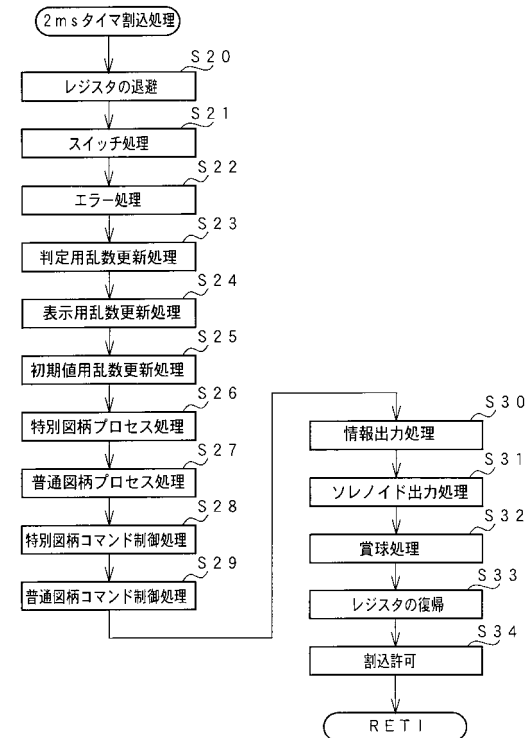 2msタイマ割込処理
S20
レジスタの退避
S21
スイッチ処理
S22
エラー処理
S23
判定用乱数更新処理
S24
表示用乱数更新処理
S25
初期値用乱数更新処理
S26
特別図柄プロセス処理
S27
普通図柄プロセス処理
S28
特別図柄コマンド制御処理
S29
普通図柄コマンド制御処理
S30
情報出力処理
S31
ソレノイド出力処理
S32
賞球処理
S33
レジスタの復帰
S34
割込許可
RETI